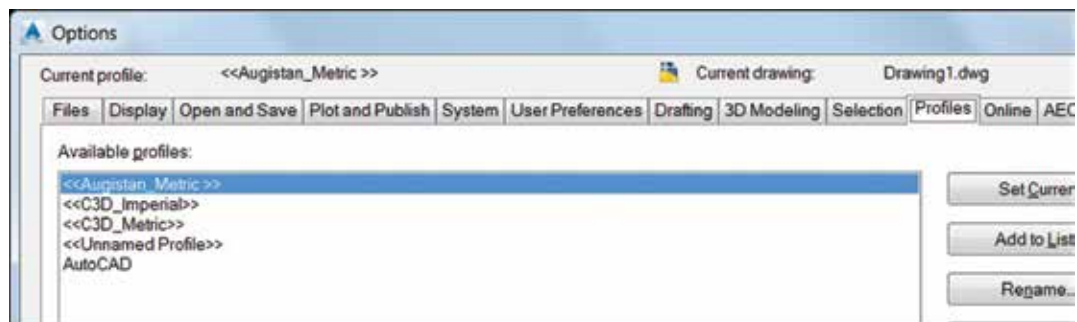 Options
Current profile: <<Augistan_Metric >> Current drawing: Drawing1.dwg
Files Display Open and Save Plot and Publish System User Preferences Drafting 3D Modeling Selection Profiles Online AEC
Available profiles:
<<Augistan_Metric >>
Set Curren
<<C3D_Imperial>>
<<C3D_Metric>>
<<Unnamed Profile>>
Add to List
AutoCAD
Rename...